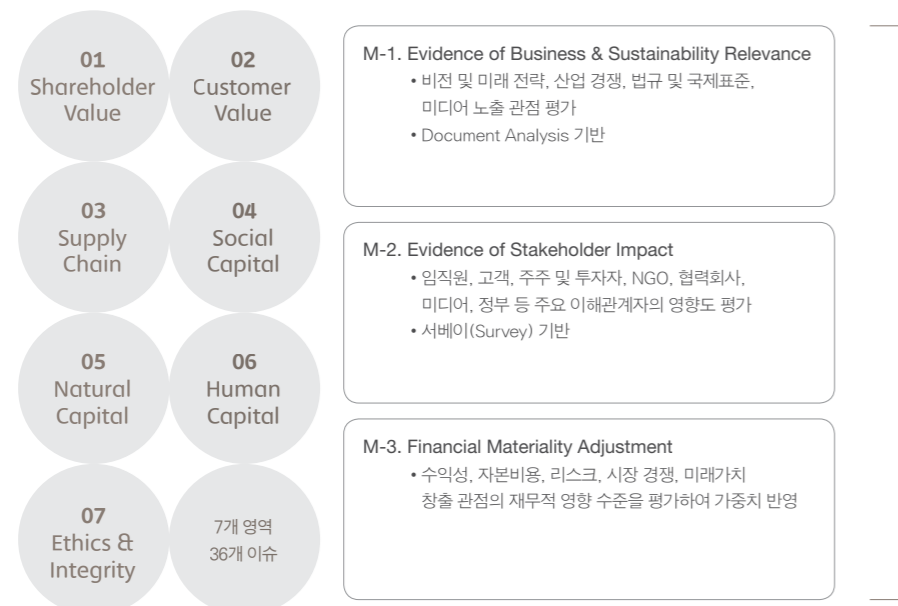 01
Shareholder
Value
02
Customer
Value
03
Supply
Chain
04
Social
Capital
05
Natural
Capital
06
Human
Capital
07
Ethics &
Integrity
7개 영역
36개 이슈
M-1. Evidence of Business & Sustainability Relevance
• 비전 및 미래 전략, 산업 경쟁, 법규 및 국제표준,
미디어 노출 관점 평가
• Document Analysis 기반
M-2. Evidence of Stakeholder Impact
• 임직원, 고객, 주주 및 투자자, NGO, 협력회사,
미디어, 정부 등 주요 이해관계자의 영향도 평가
• 서베이(Survey) 기반
M-3. Financial Materiality Adjustment
• 수익성, 자본비용, 리스크, 시장 경쟁, 미래가치
창출 관점의 재무적 영향 수준을 평가하여 가중치 반영